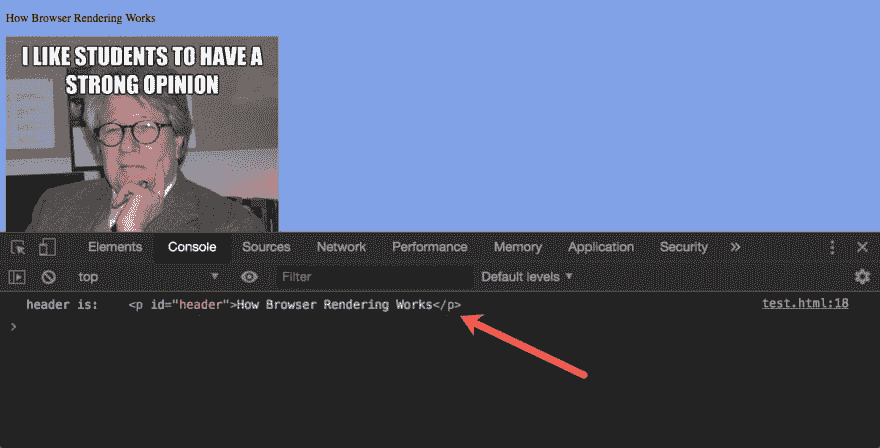 How Browser Rendering Works
I LIKE STUDENTS TO HAVE A
STRONG OPINION
Elements Console Sources Network Performance Memory Application Security »
top Filter Default levels
header is: <p id="header">How Browser Rendering Works</p> test.html:18
>